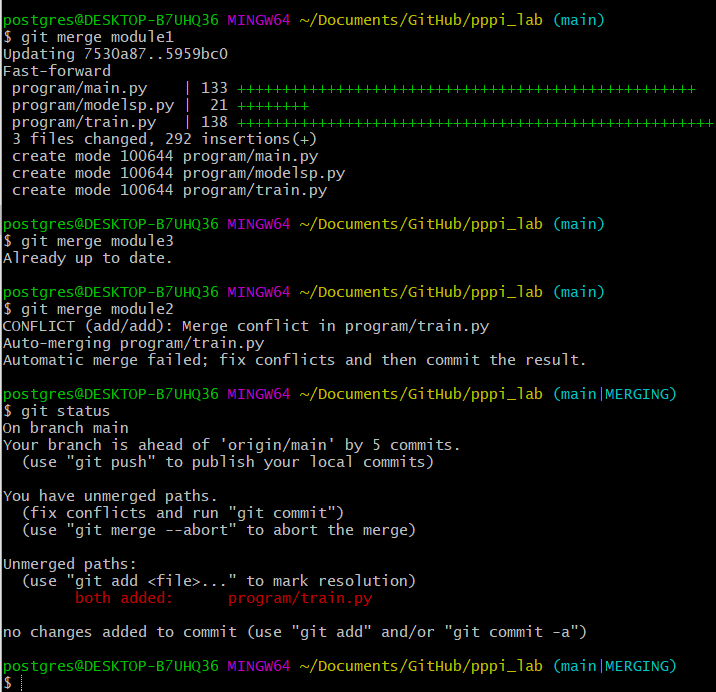 postgres@DESKTOP-B7UHQ36 MINGW64 ~/Documents/GitHub/pppi_lab (main)
$ git merge module1
Updating 7530a87..5959bc0
Fast-forward
 program/main.py    | 133 ++++++++++++++++++++++++++++++++++++++++++++++++++
 program/modelsp.py |  21 ++++++++
 program/train.py   | 138 ++++++++++++++++++++++++++++++++++++++++++++++++++++
 3 files changed, 292 insertions(+)
 create mode 100644 program/main.py
 create mode 100644 program/modelsp.py
 create mode 100644 program/train.py
postgres@DESKTOP-B7UHQ36 MINGW64 ~/Documents/GitHub/pppi_lab (main)
$ git merge module3
Already up to date.
postgres@DESKTOP-B7UHQ36 MINGW64 ~/Documents/GitHub/pppi_lab (main)
$ git merge module2
CONFLICT (add/add): Merge conflict in program/train.py
Auto-merging program/train.py
Automatic merge failed; fix conflicts and then commit the result.
postgres@DESKTOP-B7UHQ36 MINGW64 ~/Documents/GitHub/pppi_lab (main|MERGING)
$ git status
On branch main
Your branch is ahead of 'origin/main' by 5 commits.
  (use "git push" to publish your local commits)
You have unmerged paths.
  (fix conflicts and run "git commit")
  (use "git merge --abort" to abort the merge)
Unmerged paths:
  (use "git add <file>..." to mark resolution)
        both added:      program/train.py
no changes added to commit (use "git add" and/or "git commit -a")
postgres@DESKTOP-B7UHQ36 MINGW64 ~/Documents/GitHub/pppi_lab (main|MERGING)
$